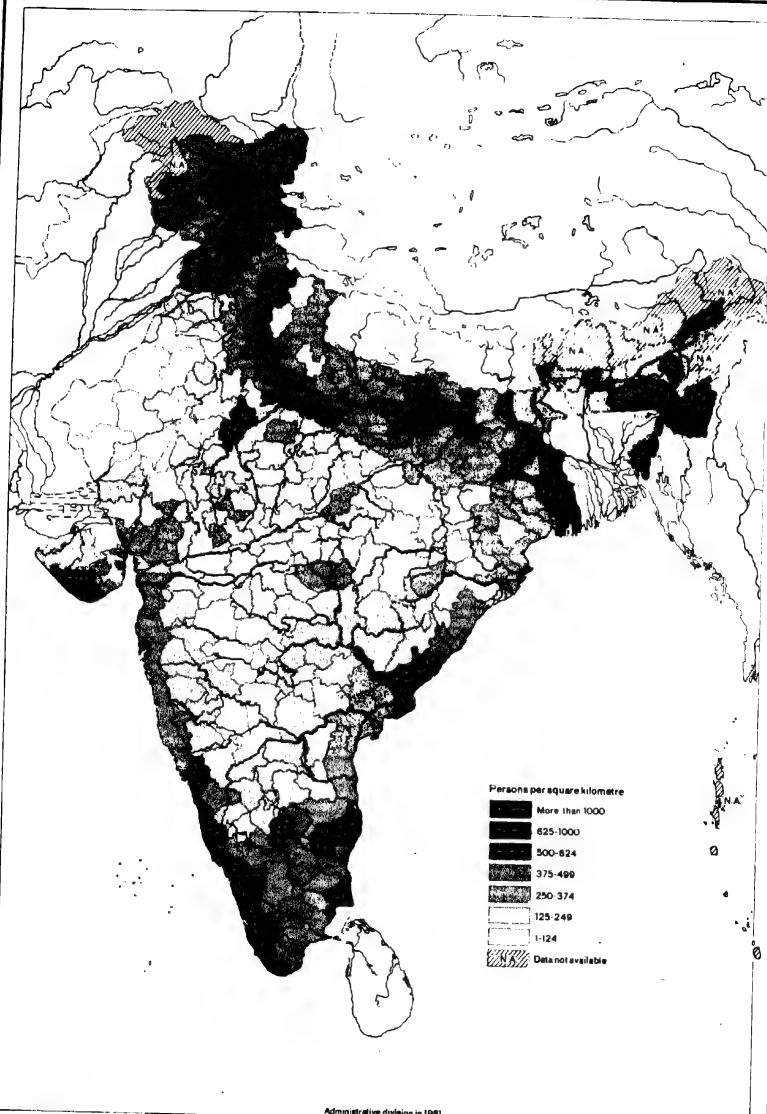 N.A.
N.A.
N.A.
N.A.
N.A.
N.A.
Persons per square kilometre
More than 1000
625-1000
500-624
375-499
250-374
125-249
1-124
N.A. Data not available
N.A.
Administrative division in 1981